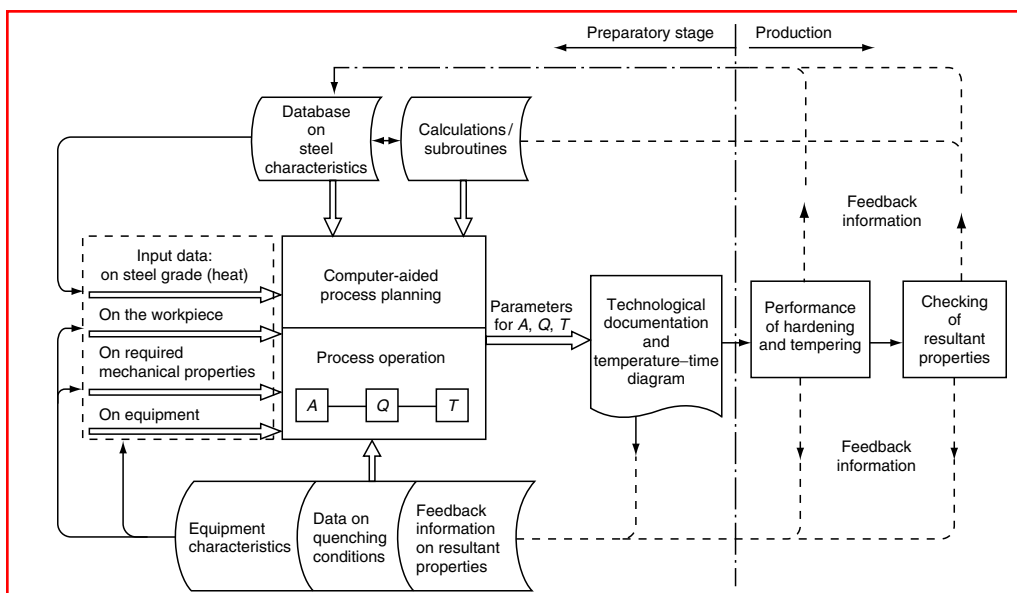 Preparatory stage
Production
Database
on
steel
characteristics
Calculations/
subroutines
Feedback
information
Input data:
on steel grade (heat)
On the workpiece
On required
mechanical properties
On equipment
Computer-aided
process planning
Process operation
A
Q
T
Parameters
for A, Q, T
Technological
documentation
and
temperature–time
diagram
Performance
of hardening
and tempering
Checking
of
resultant
properties
Feedback
information
Equipment
characteristics
Data on
quenching
conditions
Feedback
information
on resultant
properties